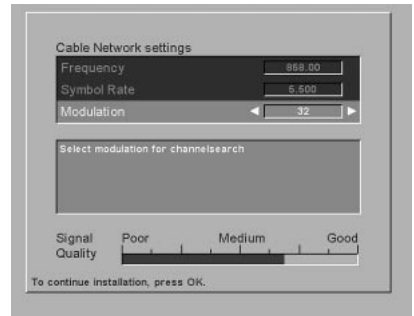 Cable Network settings
Frequency 858.00
Symbol Rate 5.500
Modulation 32
Select modulation for channelsearch
Signal Quality Poor Medium Good
To continue installation, press OK.